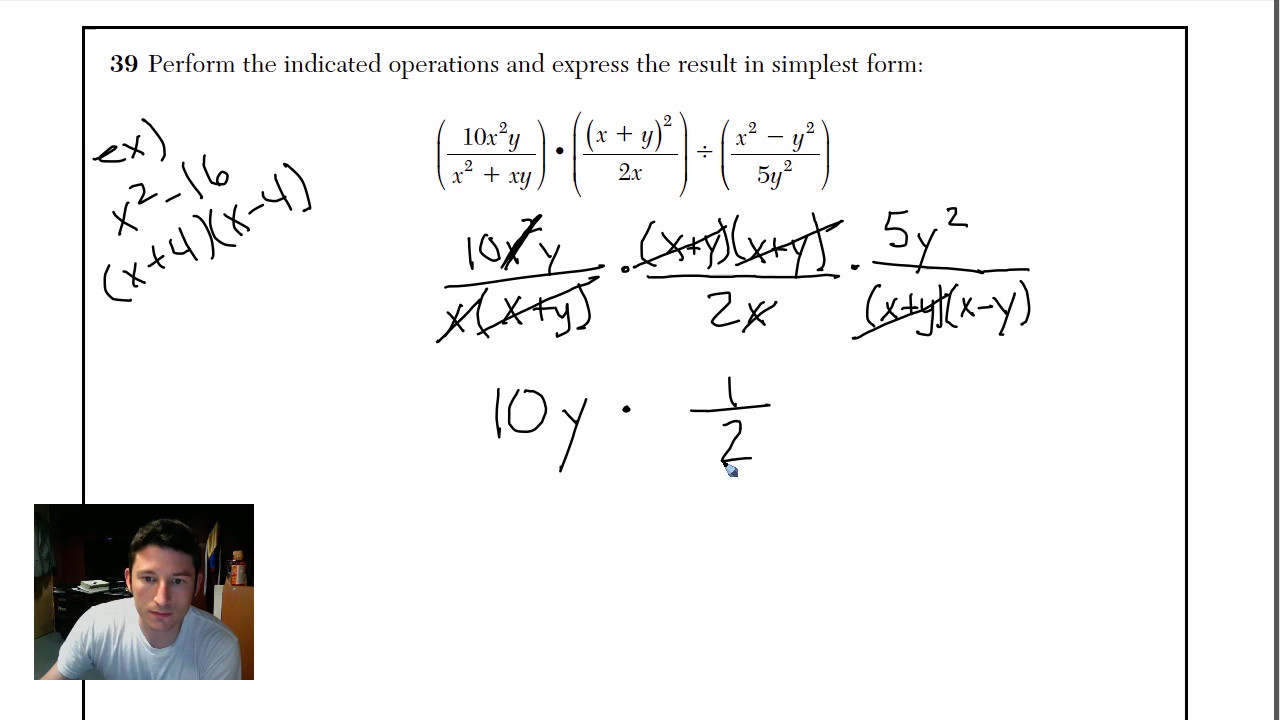 39 Perform the indicated operations and express the result in simplest form:
(10x²y / x² + xy) • ((x + y)² / 2x) ÷ (x² − y² / 5y²)
ex)
x² − 16
(x+4)(x−4)
10x²y / x(x+y) • (x+y)(x+y) / 2x • 5y² / (x+y)(x−y)
10y • 1/2